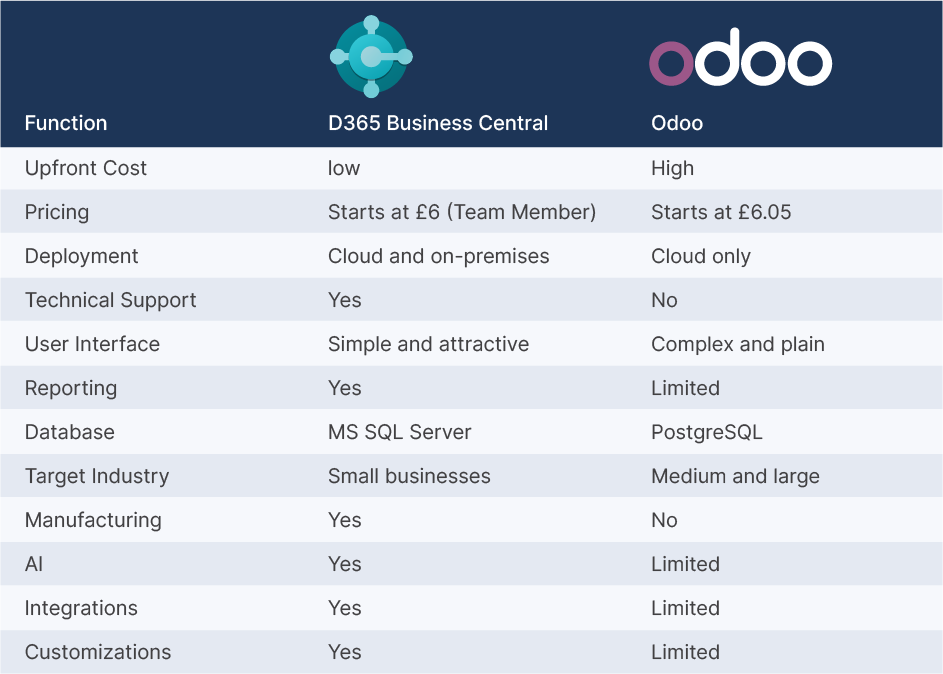 odoo
Function D365 Business Central Odoo
Upfront Cost low High
Pricing Starts at £6 (Team Member) Starts at £6.05
Deployment Cloud and on-premises Cloud only
Technical Support Yes No
User Interface Simple and attractive Complex and plain
Reporting Yes Limited
Database MS SQL Server PostgreSQL
Target Industry Small businesses Medium and large
Manufacturing Yes No
AI Yes Limited
Integrations Yes Limited
Customizations Yes Limited